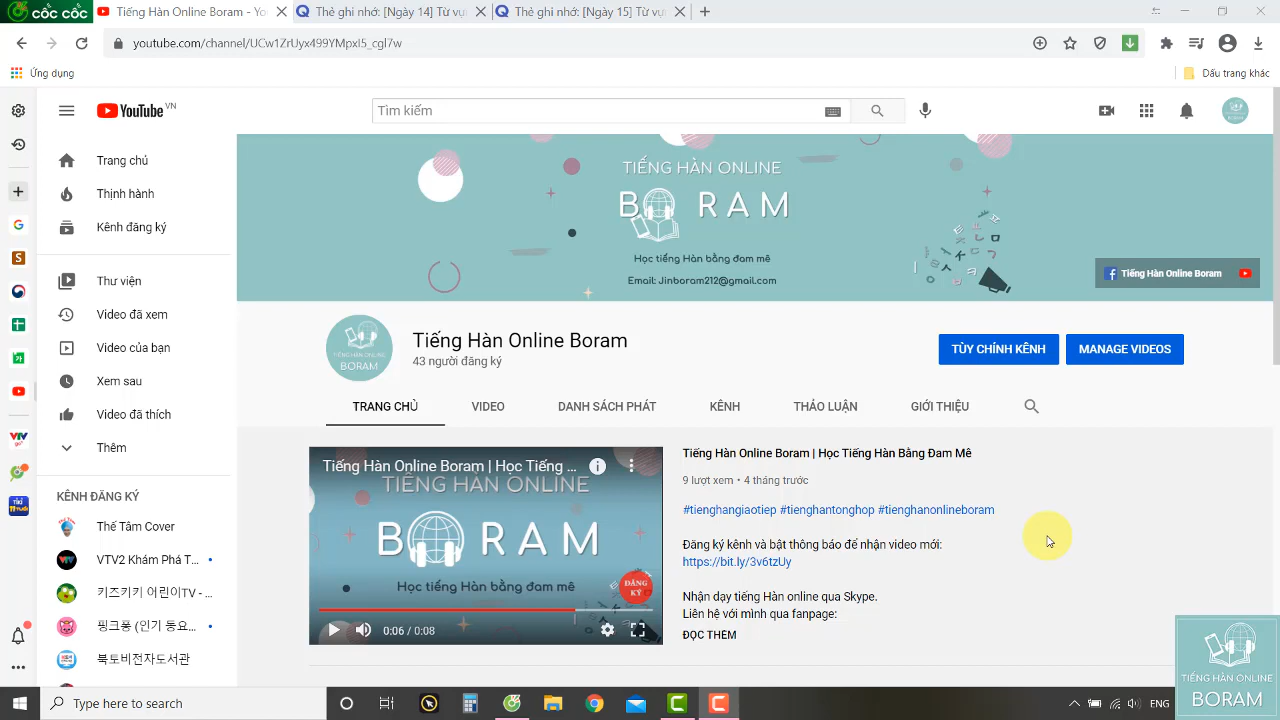 cốc cốc
Tiếng Hàn Online Boram - Yo
Thẻ ghi nhớ: [Ngày 14] Từ vự
Thẻ ghi nhớ: [Ngày 15] Từ vự
youtube.com/channel/UCw1ZrUyx499YMpxI5_cgl7w
Ứng dụng
Dấu trang khác
YouTube VN
Tìm kiếm
Trang chủ
Thịnh hành
Kênh đăng ký
Thư viện
Video đã xem
Video của bạn
Xem sau
Video đã thích
Thêm
KÊNH ĐĂNG KÝ
Thế Tâm Cover
VTV2 Khám Phá T...
키즈키키 어린이TV - ...
핑크퐁 (인기 동요...
북토비전자도서관
TIẾNG HÀN ONLINE
BORAM
Học tiếng Hàn bằng đam mê
Email: Jinboram212@gmail.com
Tiếng Hàn Online Boram
Tiếng Hàn Online Boram
43 người đăng ký
TÙY CHỈNH KÊNH
MANAGE VIDEOS
TRANG CHỦ
VIDEO
DANH SÁCH PHÁT
KÊNH
THẢO LUẬN
GIỚI THIỆU
Tiếng Hàn Online Boram | Học Tiếng ...
TIẾNG HÀN ONLINE
BORAM
Học tiếng Hàn bằng đam mê
ĐĂNG
KÝ
0:06 / 0:08
Tiếng Hàn Online Boram | Học Tiếng Hàn Bằng Đam Mê
9 lượt xem • 4 tháng trước
#tienghangiaotiep #tienghantonghop #tienghanonlineboram
Đăng ký kênh và bật thông báo để nhận video mới:
https://bit.ly/3v6tzUy
Nhận dạy tiếng Hàn online qua Skype.
Liên hệ với mình qua fanpage:
ĐỌC THÊM
TIẾNG HÀN ONLINE
BORAM
Type here to search
ENG